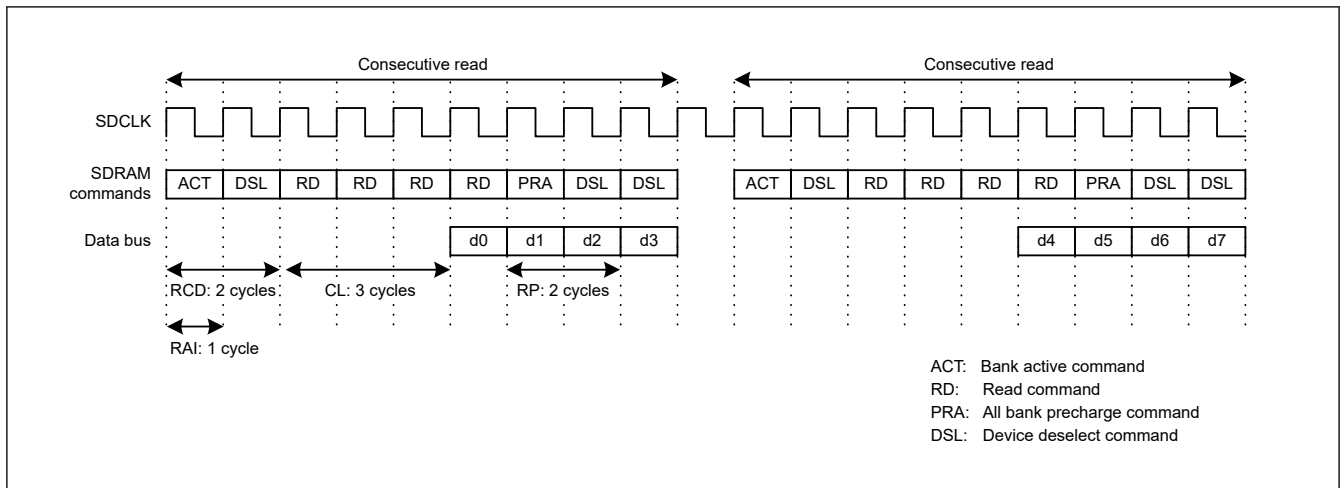 Consecutive read Consecutive read
SDCLK
SDRAM
commands
ACT DSL RD RD RD RD PRA DSL DSL ACT DSL RD RD RD RD PRA DSL DSL
Data bus d0 d1 d2 d3 d4 d5 d6 d7
RCD: 2 cycles CL: 3 cycles RP: 2 cycles
RAI: 1 cycle
ACT: Bank active command
RD: Read command
PRA: All bank precharge command
DSL: Device deselect command